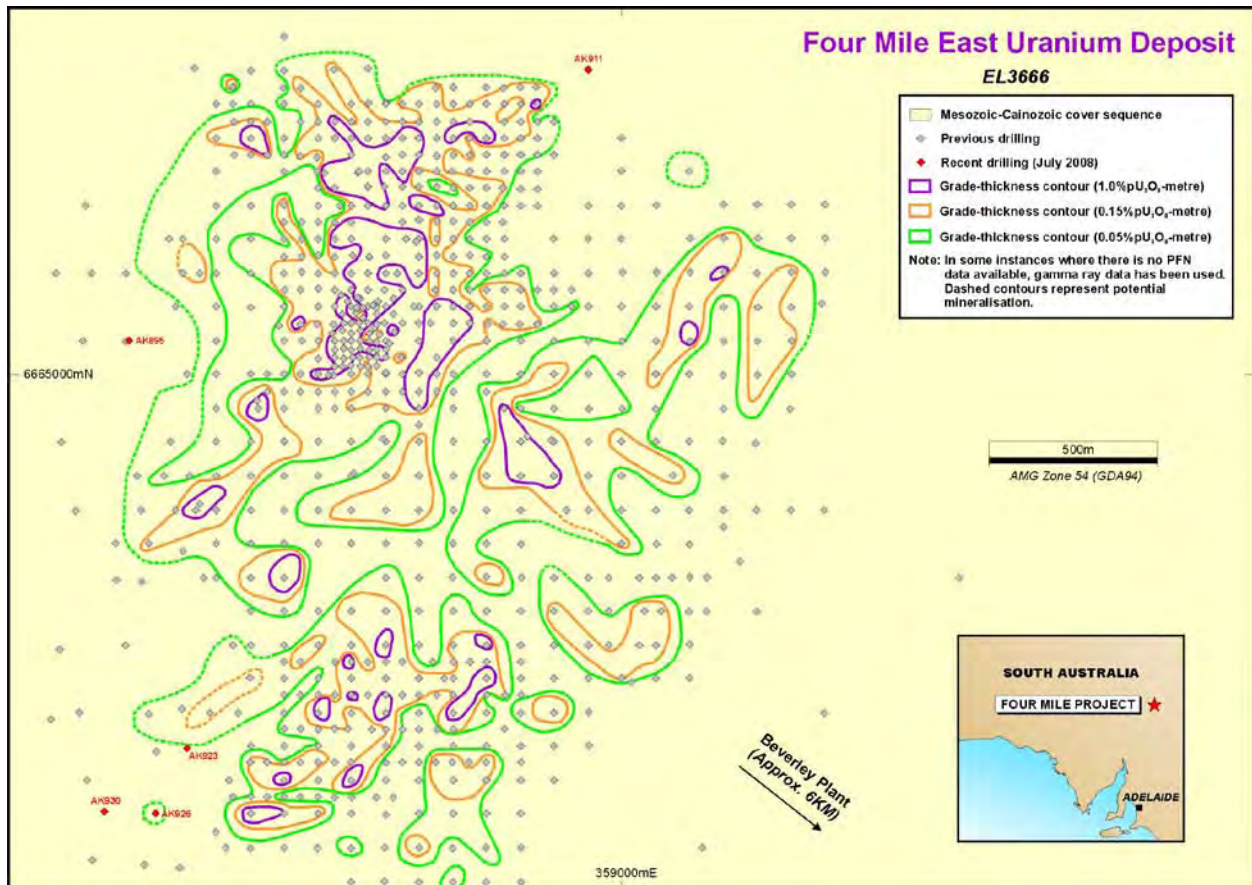 Four Mile East Uranium Deposit
EL3666
Mesozoic-Cainozoic cover sequence
Previous drilling
Recent drilling (July 2008)
Grade-thickness contour (1.0%pU₃O₈-metre)
Grade-thickness contour (0.15%pU₃O₈-metre)
Grade-thickness contour (0.05%pU₃O₈-metre)
Note: In some instances where there is no PFN
data available, gamma ray data has been used.
Dashed contours represent potential
mineralisation.
AK911
AK895
6665000mN
500m
AMG Zone 54 (GDA94)
SOUTH AUSTRALIA
FOUR MILE PROJECT
ADELAIDE
Beverley Plant
(Approx. 6KM)
AK923
AK930
AK926
359000mE